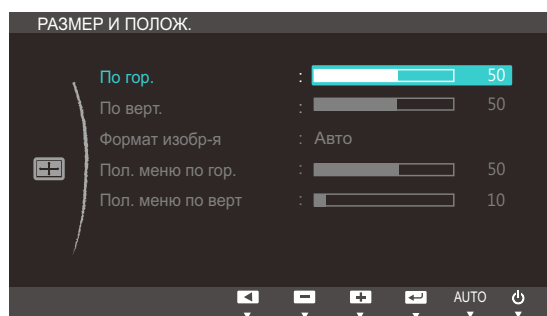 РАЗМЕР И ПОЛОЖ.
По гор. : 50
По верт. : 50
Формат изобр-я : Авто
Пол. меню по гор. : 50
Пол. меню по верт : 10
AUTO